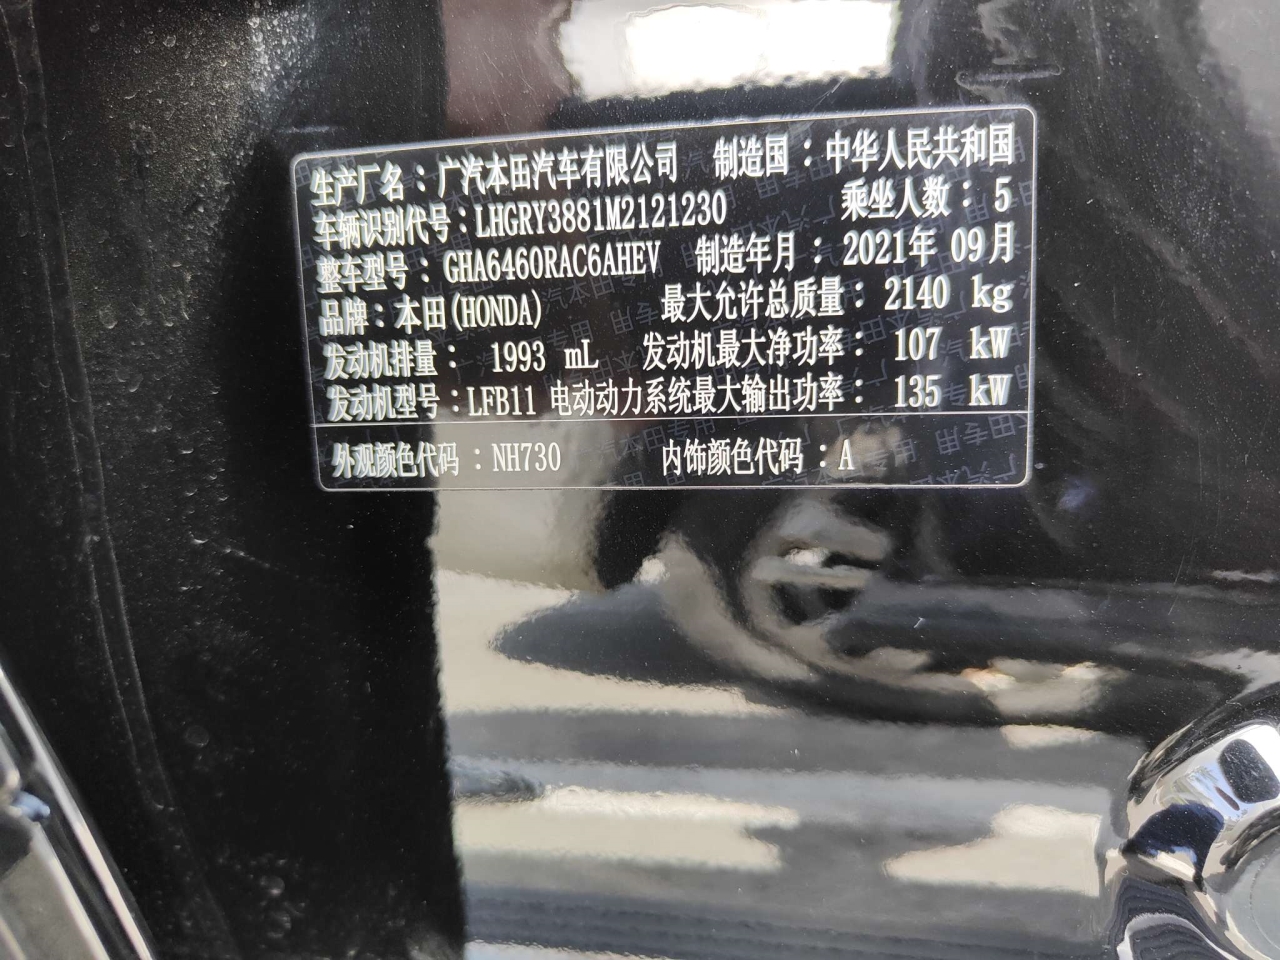 生产厂名：广汽本田汽车有限公司 制造国：中华人民共和国
车辆识别代号：LHGRY3881M2121230 乘坐人数：5
整车型号：GHA6460RAC6AHEV 制造年月：2021年 09月
品牌：本田(HONDA) 最大允许总质量：2140 kg
发动机排量： 1993 mL 发动机最大净功率： 107 kW
发动机型号：LFB11 电动动力系统最大输出功率： 135 kW
外观颜色代码：NH730 内饰颜色代码：A